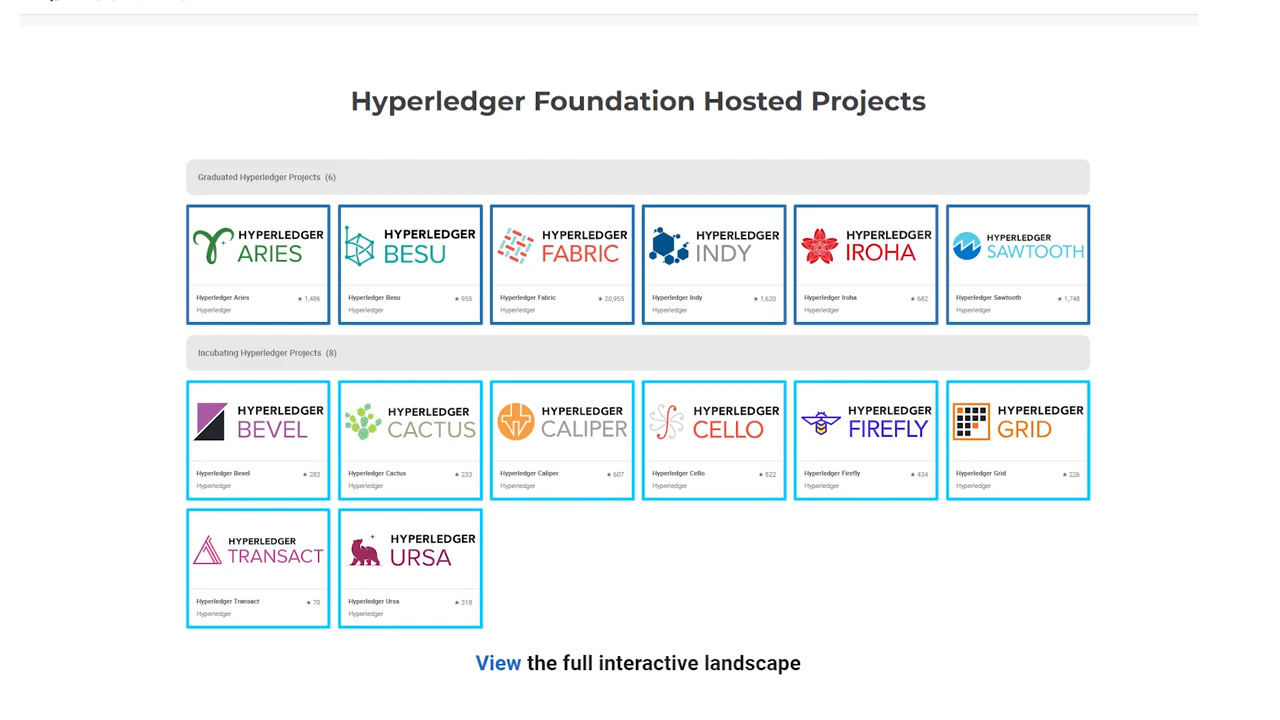 Hyperledger Foundation Hosted Projects
Graduated Hyperledger Projects (6)
HYPERLEDGER
ARIES
Hyperledger Aries ★ 1,486
Hyperledger
HYPERLEDGER
BESU
Hyperledger Besu ★ 955
Hyperledger
HYPERLEDGER
FABRIC
Hyperledger Fabric ★ 20,955
Hyperledger
HYPERLEDGER
INDY
Hyperledger Indy ★ 1,620
Hyperledger
HYPERLEDGER
IROHA
Hyperledger Iroha ★ 682
Hyperledger
HYPERLEDGER
SAWTOOTH
Hyperledger Sawtooth ★ 1,748
Hyperledger
Incubating Hyperledger Projects (8)
HYPERLEDGER
BEVEL
Hyperledger Bevel ★ 283
Hyperledger
HYPERLEDGER
CACTUS
Hyperledger Cactus ★ 233
Hyperledger
HYPERLEDGER
CALIPER
Hyperledger Caliper ★ 607
Hyperledger
HYPERLEDGER
CELLO
Hyperledger Cello ★ 822
Hyperledger
HYPERLEDGER
FIREFLY
Hyperledger Firefly ★ 434
Hyperledger
HYPERLEDGER
GRID
Hyperledger Grid ★ 226
Hyperledger
HYPERLEDGER
TRANSACT
Hyperledger Transact ★ 70
Hyperledger
HYPERLEDGER
URSA
Hyperledger Ursa ★ 318
Hyperledger
View the full interactive landscape